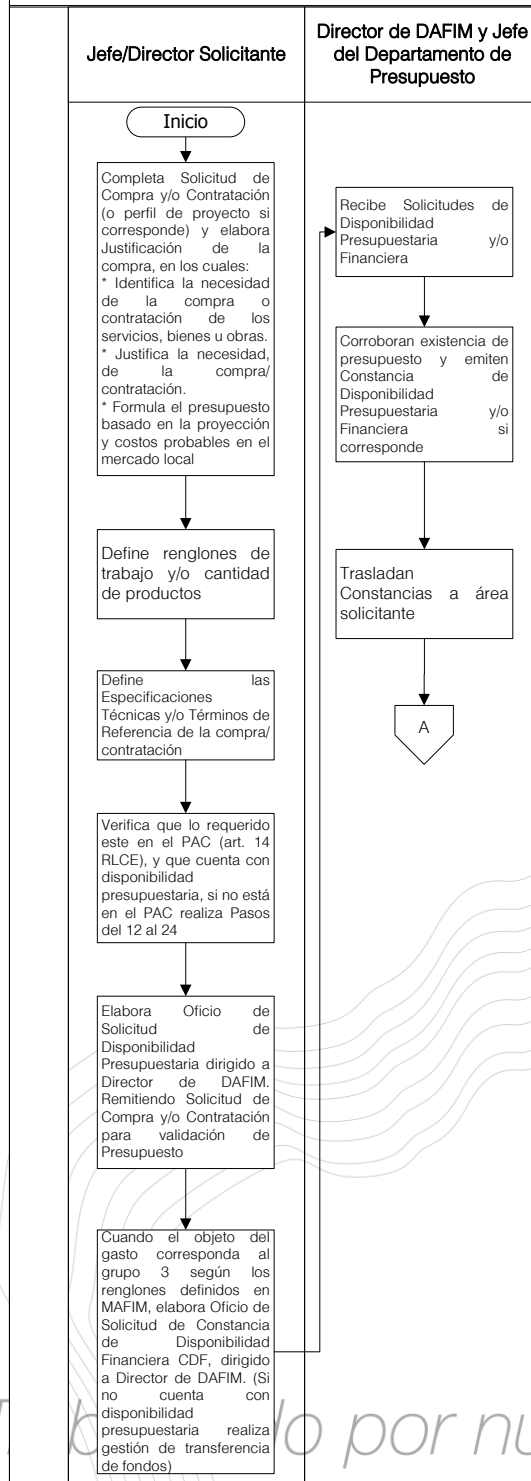 Jefe/Director Solicitante
Director de DAFIM y Jefe
del Departamento de
Presupuesto
Inicio
Completa Solicitud de
Compra y/o Contratación
(o perfil de proyecto si
corresponde) y elabora
Justificación de la
compra, en los cuales:
* Identifica la necesidad
de la compra o
contratación de los
servicios, bienes u obras.
* Justifica la necesidad,
de la compra/
contratación.
* Formula el presupuesto
basado en la proyección
y costos probables en el
mercado local
Define renglones de
trabajo y/o cantidad
de productos
Define las
Especificaciones
Técnicas y/o Términos de
Referencia de la compra/
contratación
Verifica que lo requerido
este en el PAC (art. 14
RLCE), y que cuenta con
disponibilidad
presupuestaria, si no está
en el PAC realiza Pasos
del 12 al 24
Elabora Oficio de
Solicitud de
Disponibilidad
Presupuestaria dirigido a
Director de DAFIM.
Remitiendo Solicitud de
Compra y/o Contratación
para validación de
Presupuesto
Cuando el objeto del
gasto corresponda al
grupo 3 según los
renglones definidos en
MAFIM, elabora Oficio de
Solicitud de Constancia
de Disponibilidad
Financiera CDF, dirigido
a Director de DAFIM. (Si
no cuenta con
disponibilidad
presupuestaria realiza
gestión de transferencia
de fondos)
Recibe Solicitudes de
Disponibilidad
Presupuestaria y/o
Financiera
Corroboran existencia de
presupuesto y emiten
Constancia de
Disponibilidad
Presupuestaria y/o
Financiera si
corresponde
Trasladan
Constancias a área
solicitante
A
por